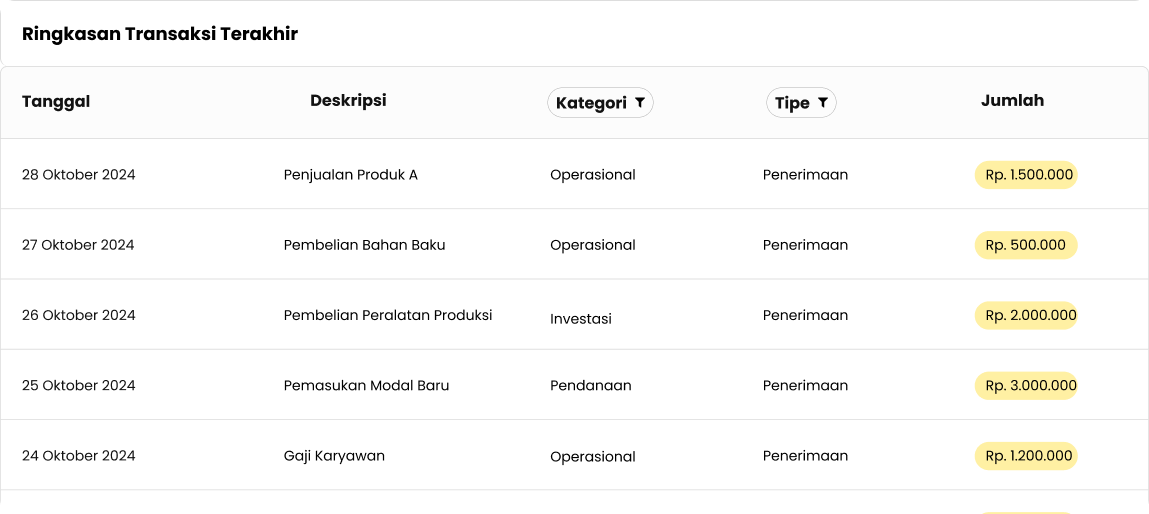 Ringkasan Transaksi Terakhir
Tanggal Deskripsi Kategori Tipe Jumlah
28 Oktober 2024 Penjualan Produk A Operasional Penerimaan Rp. 1.500.000
27 Oktober 2024 Pembelian Bahan Baku Operasional Penerimaan Rp. 500.000
26 Oktober 2024 Pembelian Peralatan Produksi Investasi Penerimaan Rp. 2.000.000
25 Oktober 2024 Pemasukan Modal Baru Pendanaan Penerimaan Rp. 3.000.000
24 Oktober 2024 Gaji Karyawan Operasional Penerimaan Rp. 1.200.000